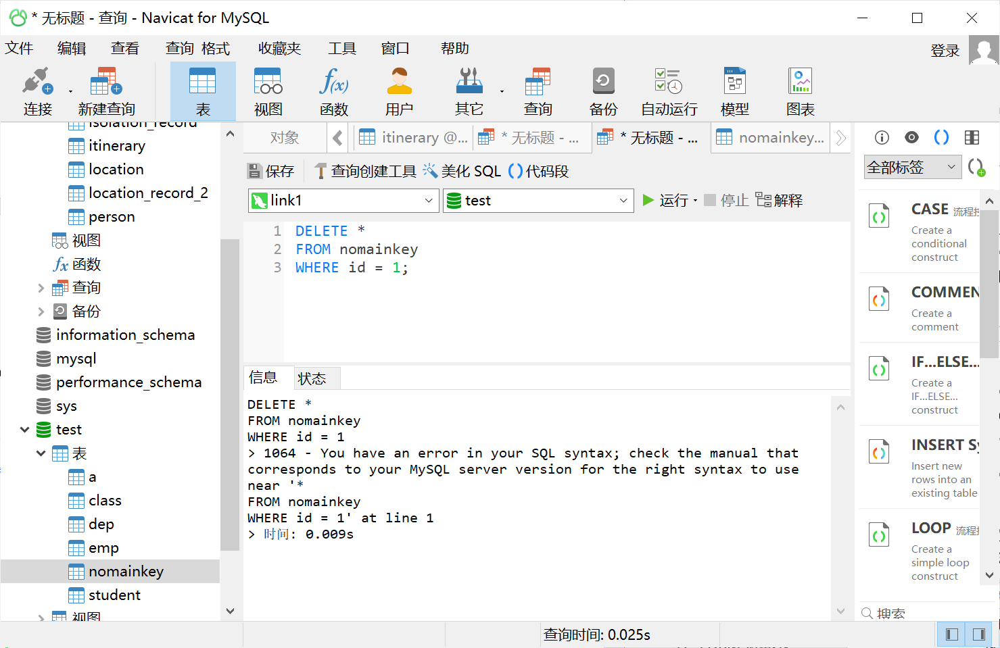 * 无标题 - 查询 - Navicat for MySQL
文件 编辑 查看 查询 格式 收藏夹 工具 窗口 帮助 登录
连接 新建查询 表 视图 函数 用户 其它 查询 备份 自动运行 模型 图表
isolation_record
itinerary
location
location_record_2
person
视图
函数
查询
备份
information_schema
mysql
performance_schema
sys
test
表
a
class
dep
emp
nomainkey
student
视图
对象 itinerary @... * 无标题 - ... * 无标题 - ... nomainkey...
保存 查询创建工具 美化 SQL 代码段
link1 test 运行 停止 解释
1 DELETE *
2 FROM nomainkey
3 WHERE id = 1;
信息 状态
DELETE *
FROM nomainkey
WHERE id = 1
> 1064 - You have an error in your SQL syntax; check the manual that
corresponds to your MySQL server version for the right syntax to use
near '*
FROM nomainkey
WHERE id = 1' at line 1
> 时间: 0.009s
全部标签
CASE 流程控
Create a
conditional
construct
COMMEN
Create a
comment
IF...ELSE...
Create a
IF...ELSE...
construct
INSERT Sy
Insert new
rows into an
existing table
LOOP 流程控
Create a
simple loop
construct
搜索
查询时间: 0.025s